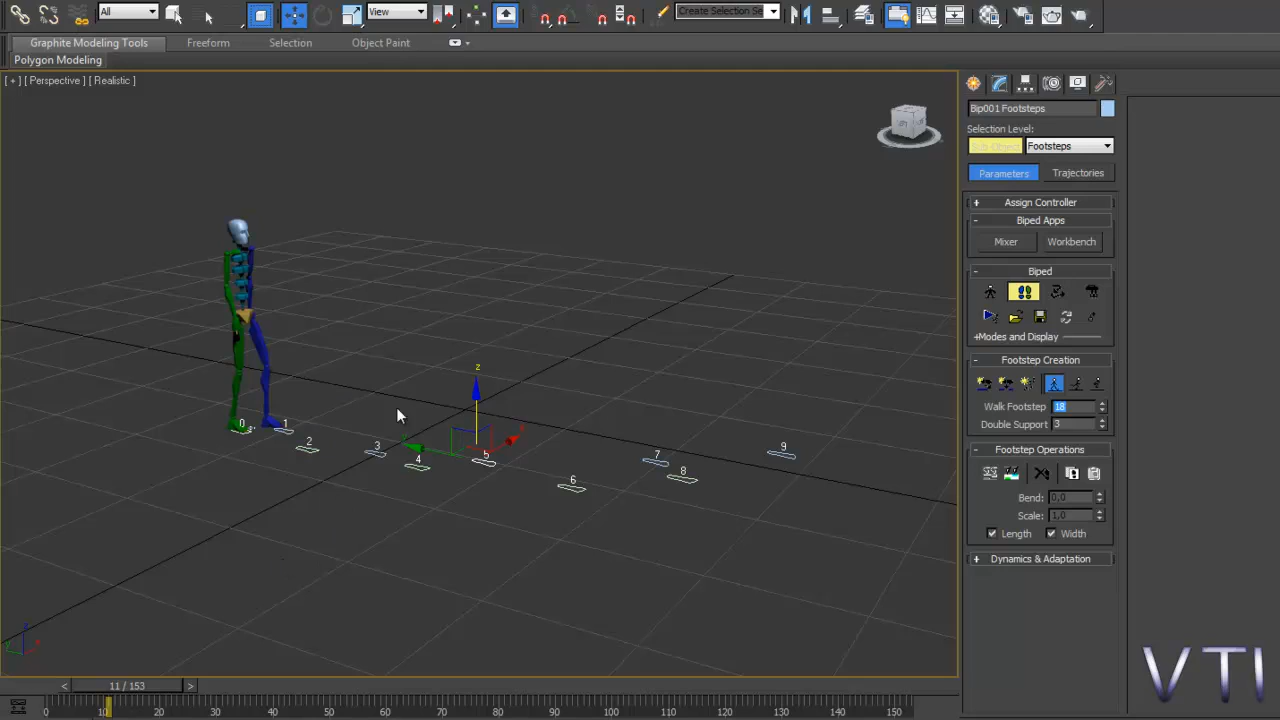 All
View
Create Selection Se
Graphite Modeling Tools
Freeform
Selection
Object Paint
Polygon Modeling
[ + ] [ Perspective ] [ Realistic ]
Bip001 Footsteps
Selection Level:
Sub-Object
Footsteps
Parameters
Trajectories
+ Assign Controller
- Biped Apps
Mixer
Workbench
- Biped
+Modes and Display
- Footstep Creation
Walk Footstep 18
Double Support 3
- Footstep Operations
Bend: 0,0
Scale: 1,0
Length
Width
+ Dynamics & Adaptation
z
0
1
2
3
4
5
6
7
8
9
VTI
< 11 / 153 >
0 10 20 30 40 50 60 70 80 90 100 110 120 130 140 150